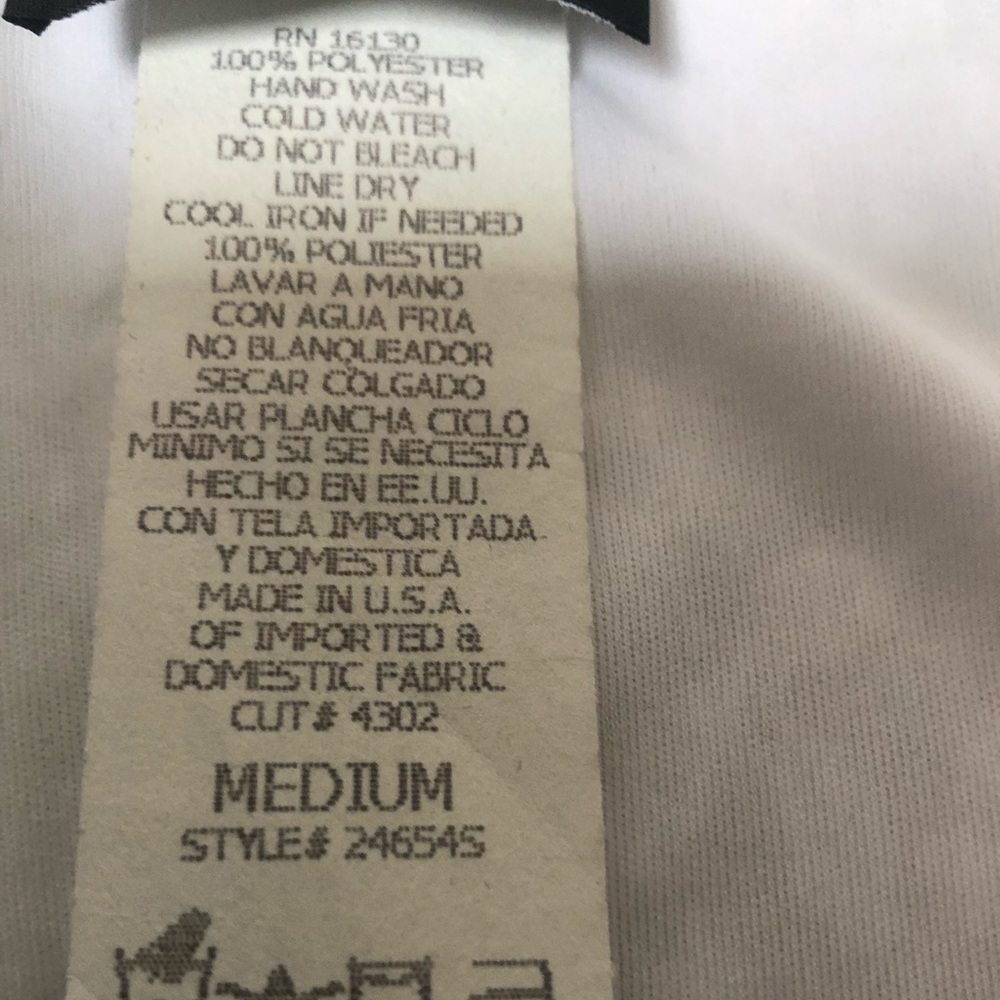 RN 16130
100% POLYESTER
HAND WASH
COLD WATER
DO NOT BLEACH
LINE DRY
COOL IRON IF NEEDED
100% POLIESTER
LAVAR A MANO
CON AGUA FRIA
NO BLANQUEADOR
SECAR COLGADO
USAR PLANCHA CICLO
MINIMO SI SE NECESITA
HECHO EN EE.UU.
CON TELA IMPORTADA
Y DOMESTICA
MADE IN U.S.A.
OF IMPORTED &
DOMESTIC FABRIC
CUT# 4302
MEDIUM
STYLE# 24654S